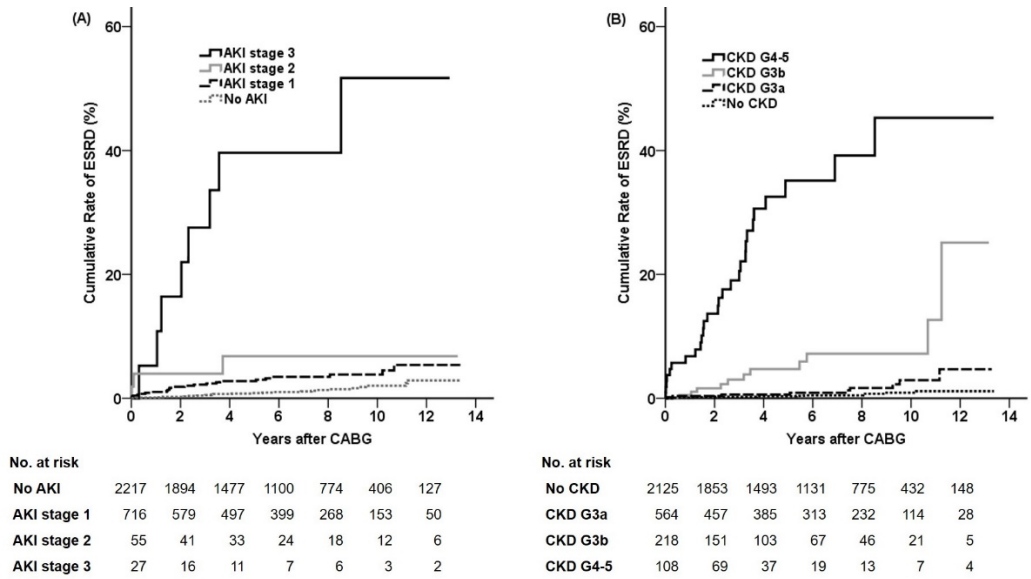 (A)
60
40
20
0
Cumulative Rate of ESRD (%)
AKI stage 3
AKI stage 2
AKI stage 1
No AKI
0 2 4 6 8 10 12 14
Years after CABG
No. at risk
No AKI 2217 1894 1477 1100 774 406 127
AKI stage 1 716 579 497 399 268 153 50
AKI stage 2 55 41 33 24 18 12 6
AKI stage 3 27 16 11 7 6 3 2
(B)
60
40
20
0
Cumulative Rate of ESRD (%)
CKD G4-5
CKD G3b
CKD G3a
No CKD
0 2 4 6 8 10 12 14
Years after CABG
No. at risk
No CKD 2125 1853 1493 1131 775 432 148
CKD G3a 564 457 385 313 232 114 28
CKD G3b 218 151 103 67 46 21 5
CKD G4-5 108 69 37 19 13 7 4